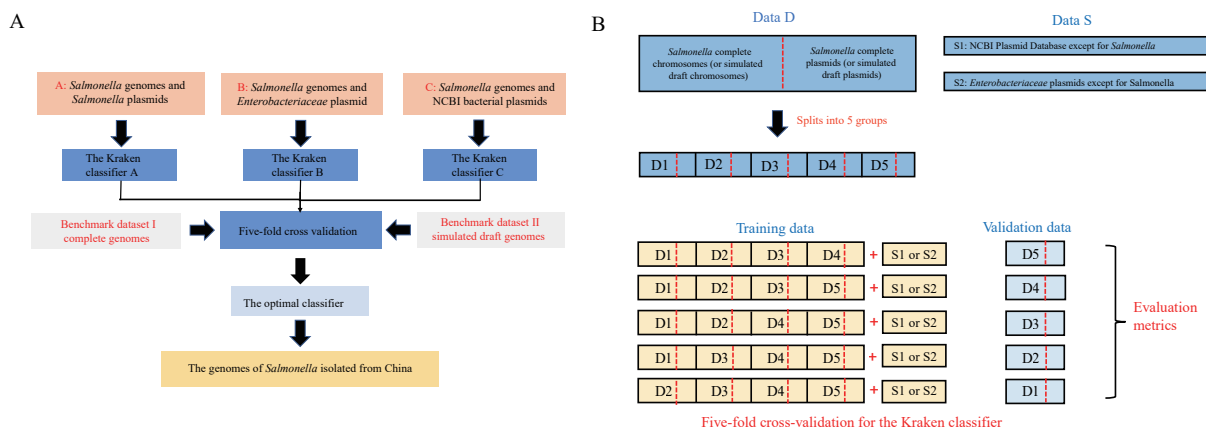 A
A: Salmonella genomes and
Salmonella plasmids
B: Salmonella genomes and
Enterobacteriaceae plasmid
C: Salmonella genomes and
NCBI bacterial plasmids
The Kraken
classifier A
The Kraken
classifier B
The Kraken
classifier C
Benchmark dataset I
complete genomes
Five-fold cross validation
Benchmark dataset II
simulated draft genomes
The optimal classifier
The genomes of Salmonella isolated from China
B
Data D
Data S
Salmonella complete
chromosomes (or simulated
draft chromosomes)
Salmonella complete
plasmids (or simulated
draft plasmids)
S1: NCBI Plasmid Database except for Salmonella
S2: Enterobacteriaceae plasmids except for Salmonella
Splits into 5 groups
D1 D2 D3 D4 D5
Training data
Validation data
D1 D2 D3 D4 + S1 or S2 D5
D1 D2 D3 D5 + S1 or S2 D4
D1 D2 D4 D5 + S1 or S2 D3
D1 D3 D4 D5 + S1 or S2 D2
D2 D3 D4 D5 + S1 or S2 D1
Evaluation
metrics
Five-fold cross-validation for the Kraken classifier